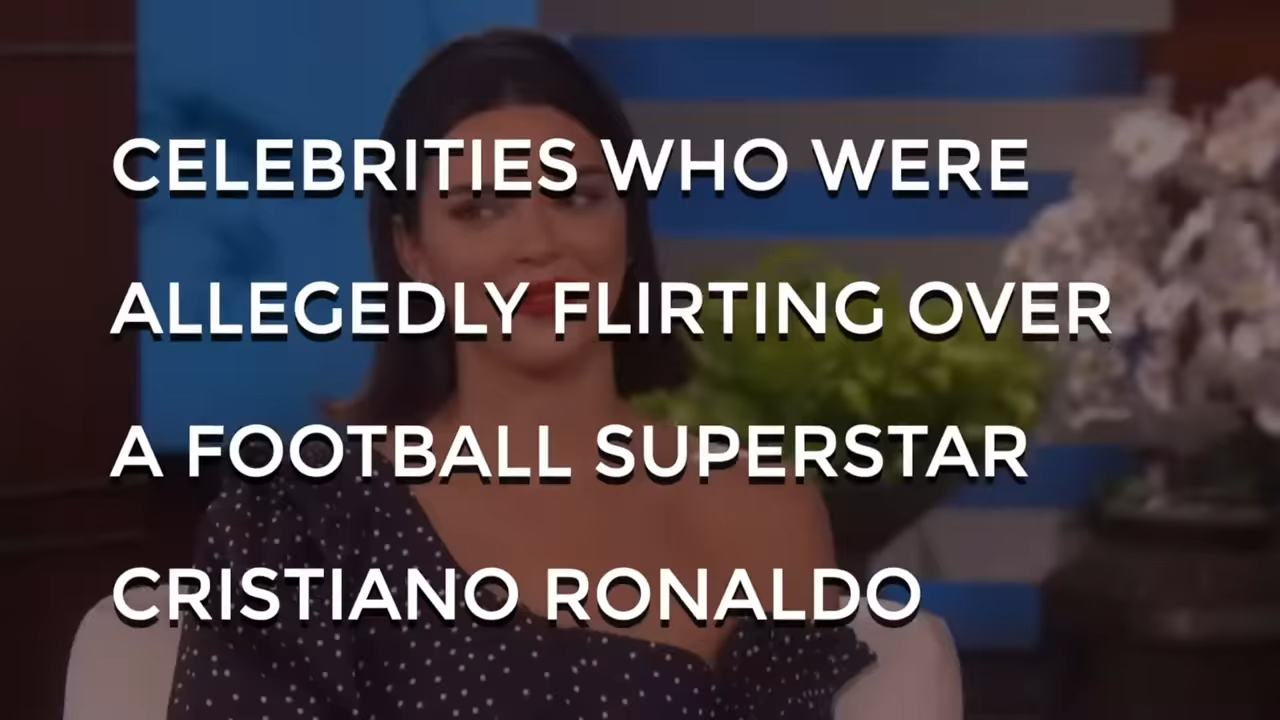 CELEBRITIES WHO WERE
ALLEGEDLY FLIRTING OVER
A FOOTBALL SUPERSTAR
CRISTIANO RONALDO